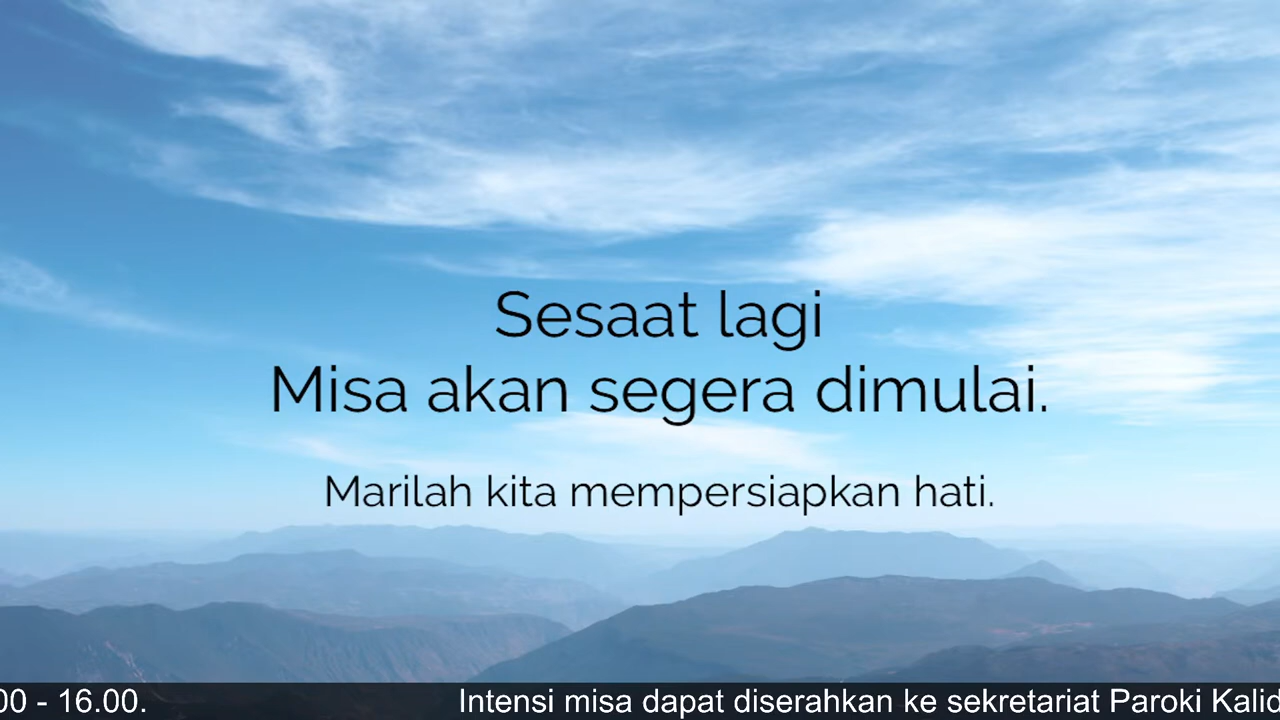 Sesaat lagi
Misa akan segera dimulai.
Marilah kita mempersiapkan hati.
00 - 16.00. Intensi misa dapat diserahkan ke sekretariat Paroki